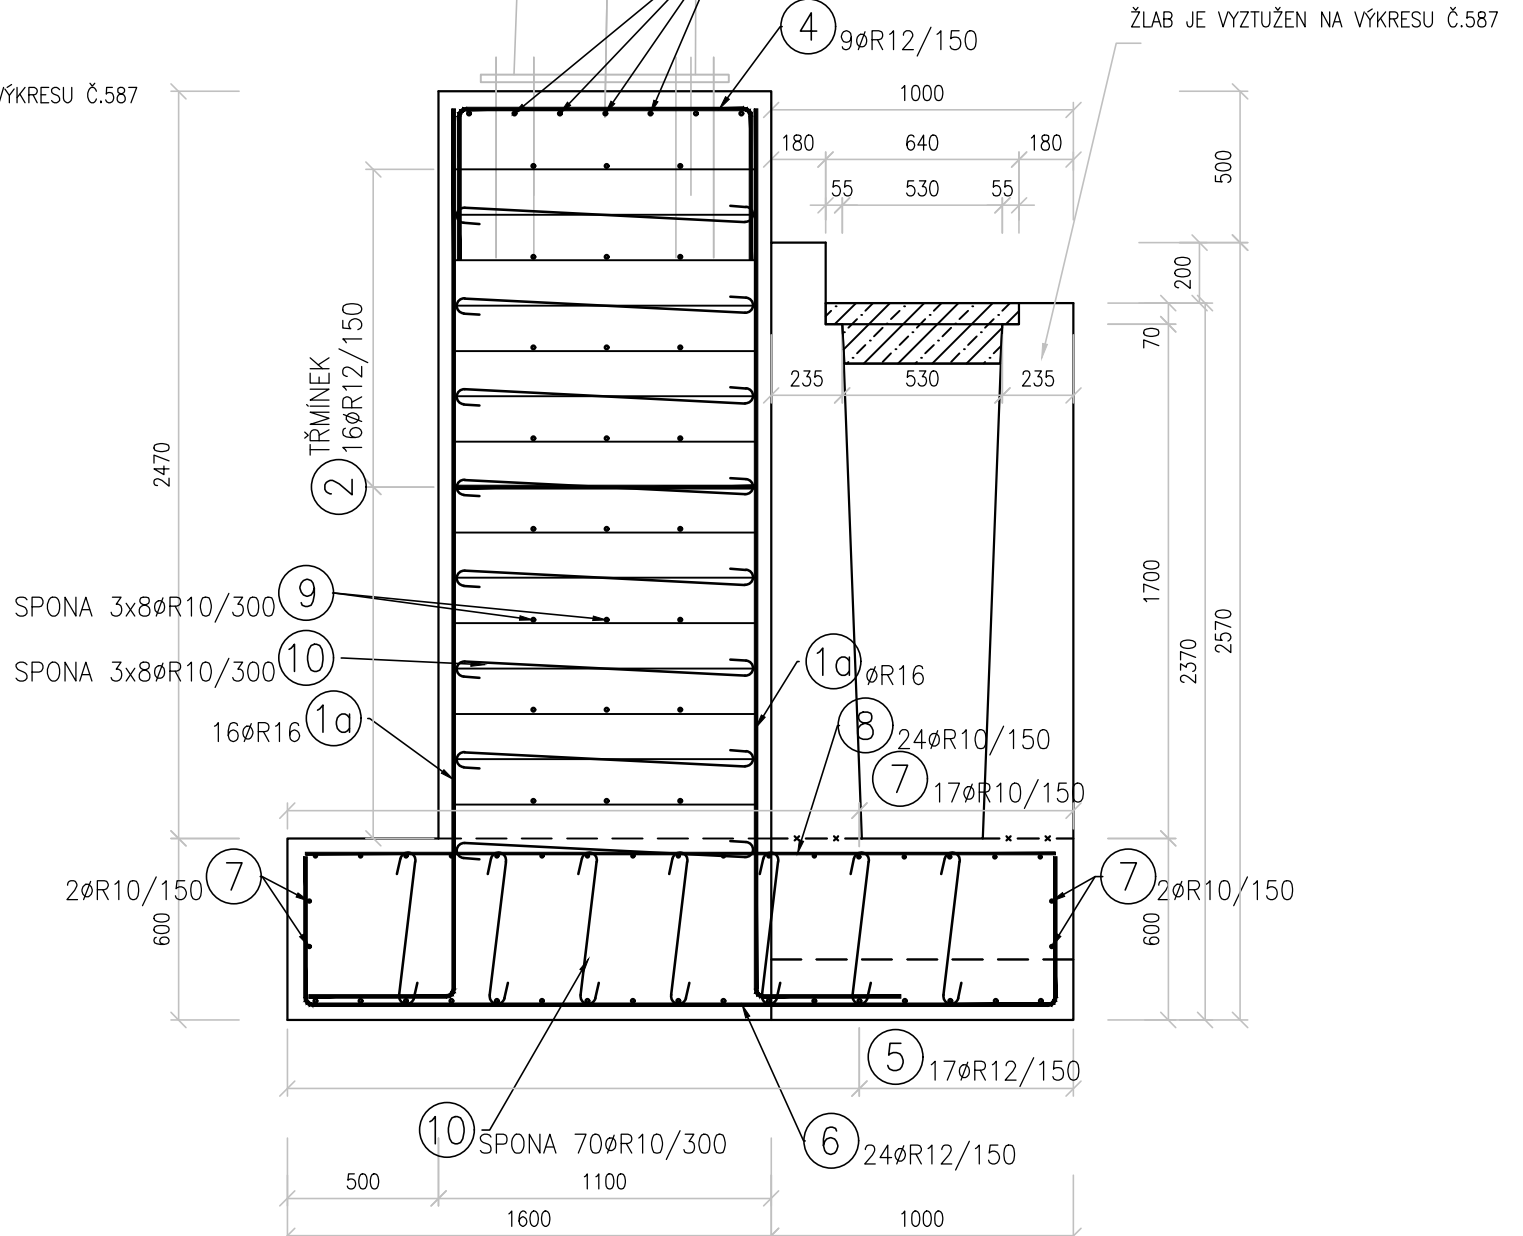 ŽLAB JE VYZTUŽEN NA VÝKRESU Č.587
4 9øR12/150
VÝKRESU Č.587
1000
180 640 180
55 530 55
500
200
70
235 530 235
TŘMÍNEK
16øR12/150
2
2470
1700
2570
2370
SPONA 3x8øR10/300 9
SPONA 3x8øR10/300 10
1a øR16
16øR16 1a
8 24øR10/150
7 17øR10/150
2øR10/150 7
7 2øR10/150
600
600
5 17øR12/150
10 SPONA 70øR10/300
6 24øR12/150
500 1100
1600 1000